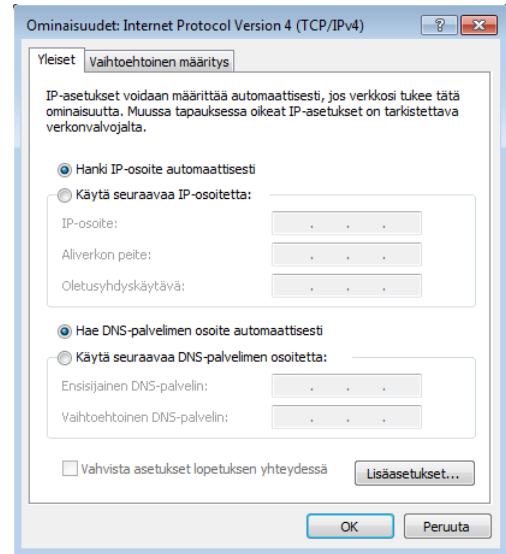 Ominaisuudet: Internet Protocol Version 4 (TCP/IPv4)
Yleiset
Vaihtoehtoinen määritys
IP-asetukset voidaan määrittää automaattisesti, jos verkkosi tukee tätä
ominaisuutta. Muussa tapauksessa oikeat IP-asetukset on tarkistettava
verkonvalvojalta.
Hanki IP-osoite automaattisesti
Käytä seuraavaa IP-osoitetta:
IP-osoite:
Aliverkon peite:
Oletusyhdyskäytävä:
Hae DNS-palvelimen osoite automaattisesti
Käytä seuraavaa DNS-palvelimen osoitetta:
Ensisijainen DNS-palvelin:
Vaihtoehtoinen DNS-palvelin:
Vahvista asetukset lopetuksen yhteydessä
Lisäasetukset...
OK
Peruuta